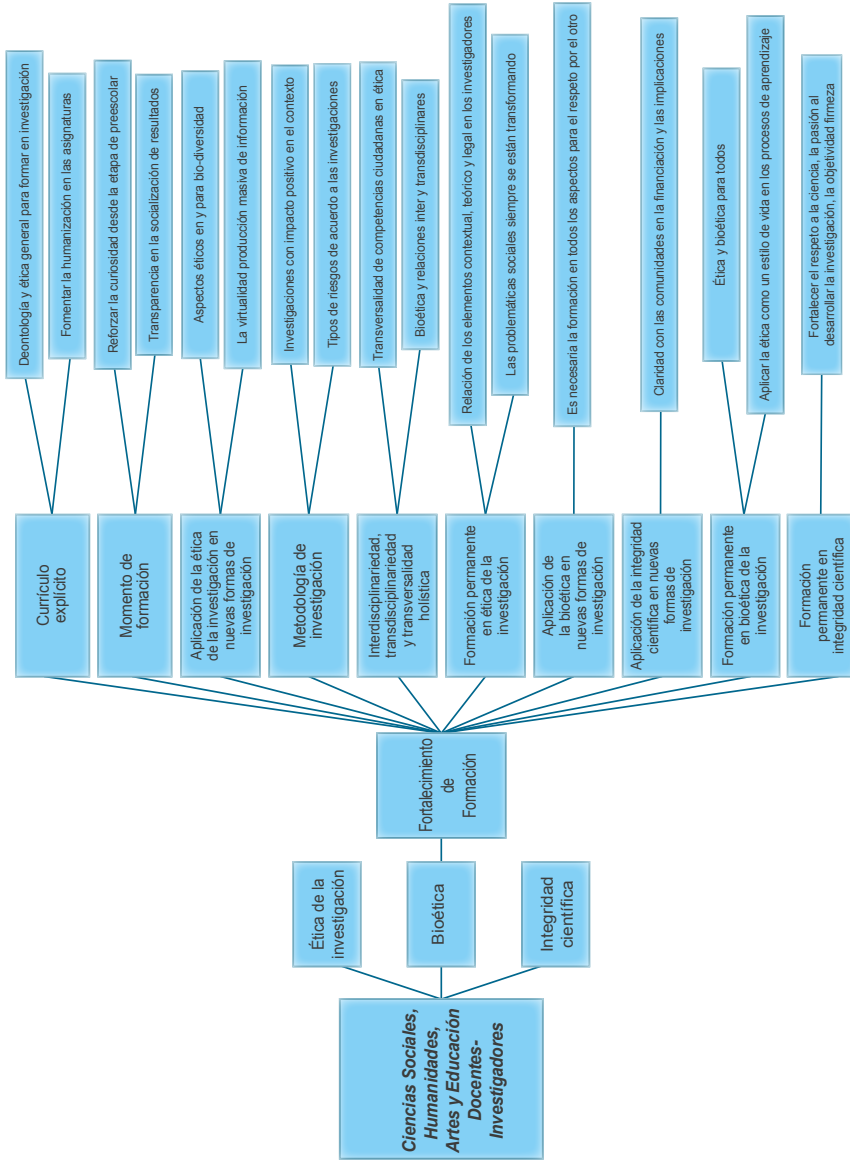 Ciencias Sociales,
Humanidades,
Artes y Educación
Docentes-
Investigadores
Ética de la
investigación
Bioética
Integridad
científica
Fortalecimiento
de
Formación
Currículo
explícito
Deontología y ética general para formar en investigación
Fomentar la humanización en las asignaturas
Momento de
formación
Reforzar la curiosidad desde la etapa de preescolar
Transparencia en la socialización de resultados
Aplicación de la ética
de la investigación en
nuevas formas de
investigación
Aspectos éticos en y para bio-diversidad
La virtualidad producción masiva de información
Metodología de
investigación
Investigaciones con impacto positivo en el contexto
Tipos de riesgos de acuerdo a las investigaciones
Interdisciplinariedad,
transdisciplinariedad
y transversalidad
holística
Transversalidad de competencias ciudadanas en ética
Bioética y relaciones inter y transdisciplinares
Formación permanente
en ética de la
investigación
Relación de los elementos contextual, teórico y legal en los investigadores
Las problemáticas sociales siempre se están transformando
Aplicación de
la bioética en
nuevas formas de
investigación
Es necesaria la formación en todos los aspectos para el respeto por el otro
Aplicación de la integridad
científica en nuevas
formas de
investigación
Claridad con las comunidades en la financiación y las implicaciones
Formación permanente
en bioética de la
investigación
Ética y bioética para todos
Aplicar la ética como un estilo de vida en los procesos de aprendizaje
Formación
permanente en
integridad científica
Fortalecer el respeto a la ciencia, la pasión al
desarrollar la investigación, la objetividad firmeza